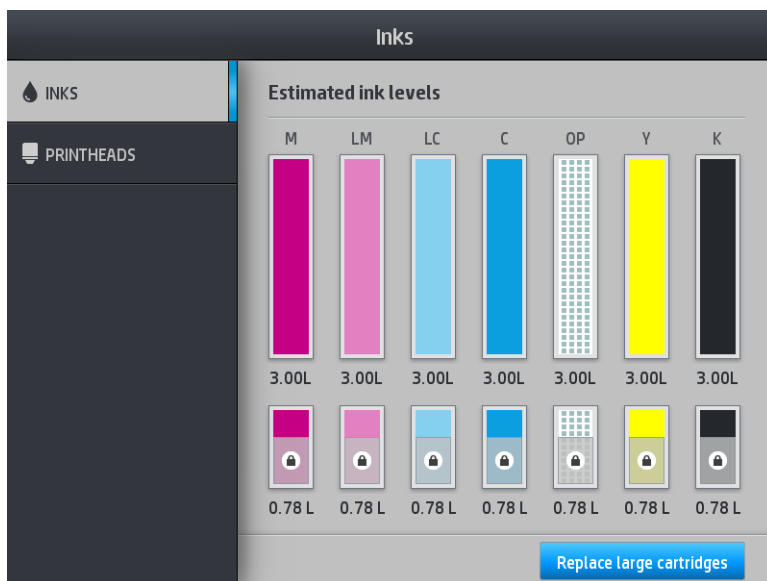 Inks
INKS
PRINTHEADS
Estimated ink levels
M LM LC C OP Y K
3.00L 3.00L 3.00L 3.00L 3.00L 3.00L 3.00L
0.78 L 0.78 L 0.78 L 0.78 L 0.78 L 0.78 L 0.78 L
Replace large cartridges